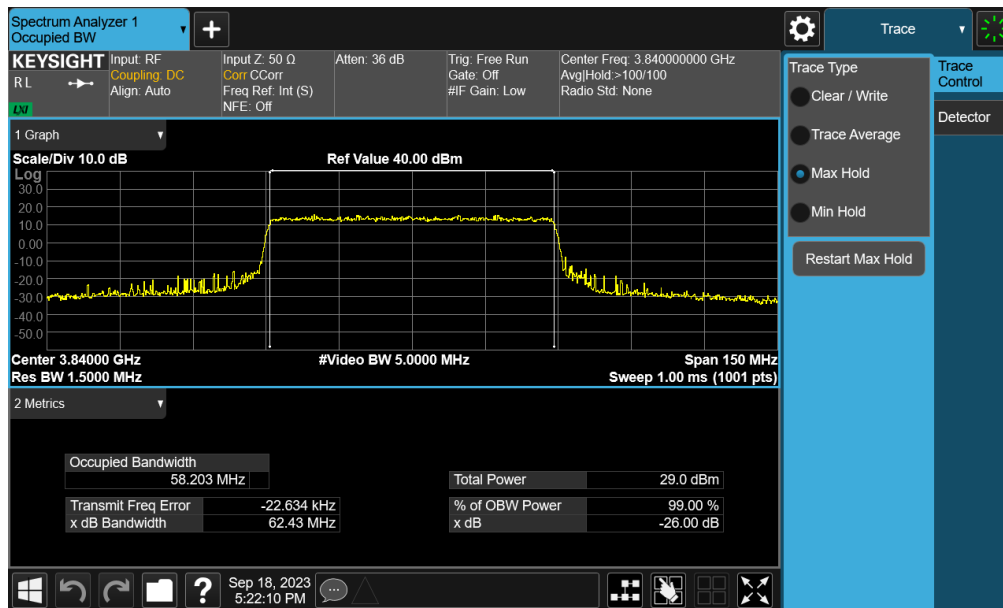 Spectrum Analyzer 1
Occupied BW
Trace
KEYSIGHT
RL
LXI
Input: RF
Coupling: DC
Align: Auto
Input Z: 50 Ω
Corr CCorr
Freq Ref: Int (S)
NFE: Off
Atten: 36 dB
Trig: Free Run
Gate: Off
#IF Gain: Low
Center Freq: 3.840000000 GHz
Avg|Hold:>100/100
Radio Std: None
Trace Type
Clear / Write
Trace Average
Max Hold
Min Hold
Restart Max Hold
Trace
Control
Detector
1 Graph
Scale/Div 10.0 dB
Ref Value 40.00 dBm
Log
30.0
20.0
10.0
0.00
-10.0
-20.0
-30.0
-40.0
-50.0
Center 3.84000 GHz
#Video BW 5.0000 MHz
Span 150 MHz
Res BW 1.5000 MHz
Sweep 1.00 ms (1001 pts)
2 Metrics
Occupied Bandwidth
58.203 MHz
Total Power 29.0 dBm
Transmit Freq Error -22.634 kHz
% of OBW Power 99.00 %
x dB Bandwidth 62.43 MHz
x dB -26.00 dB
?
Sep 18, 2023
5:22:10 PM